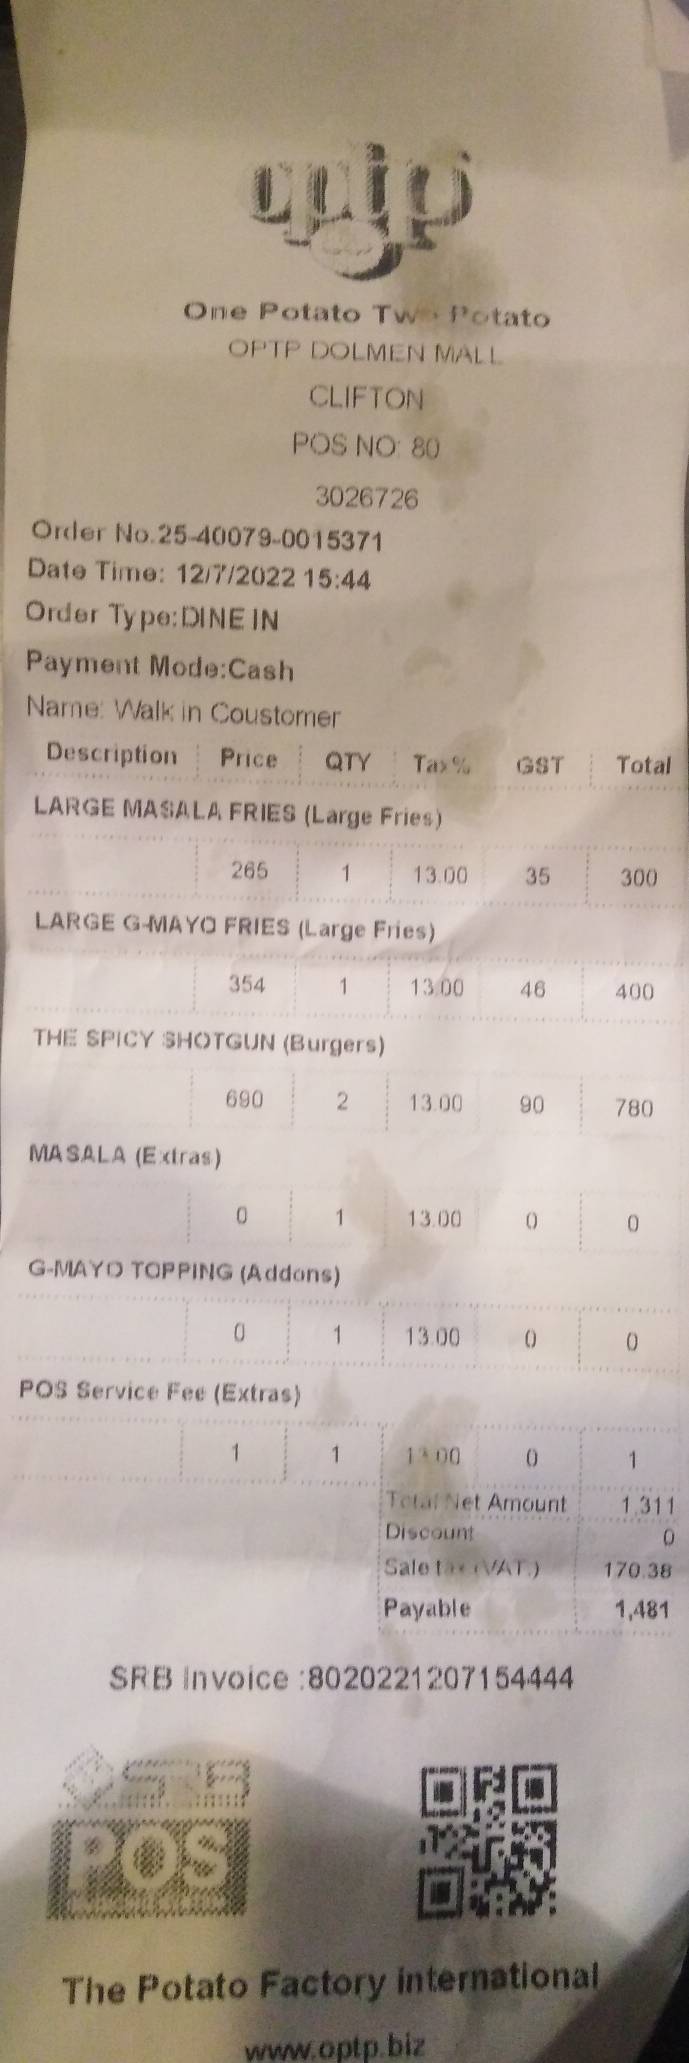 optp
One Potato Two Potato
OPTP DOLMEN MALL
CLIFTON
POS NO: 80
3026726
Order No.25-40079-0015371
Date Time: 12/7/2022 15:44
Order Type:DINE IN
Payment Mode:Cash
Name: Walk in Coustomer
Description Price QTY Tax% GST Total
LARGE MASALA FRIES (Large Fries)
265 1 13.00 35 300
LARGE G-MAYO FRIES (Large Fries)
354 1 13.00 46 400
THE SPICY SHOTGUN (Burgers)
690 2 13.00 90 780
MASALA (Extras)
0 1 13.00 0 0
G-MAYO TOPPING (Addons)
0 1 13.00 0 0
POS Service Fee (Extras)
1 1 13.00 0 1
Total Net Amount 1,311
Discount 0
Sale tax (VAT.) 170.38
Payable 1,481
SRB Invoice :8020221207154444
SRB
POS
The Potato Factory international
www.optp.biz